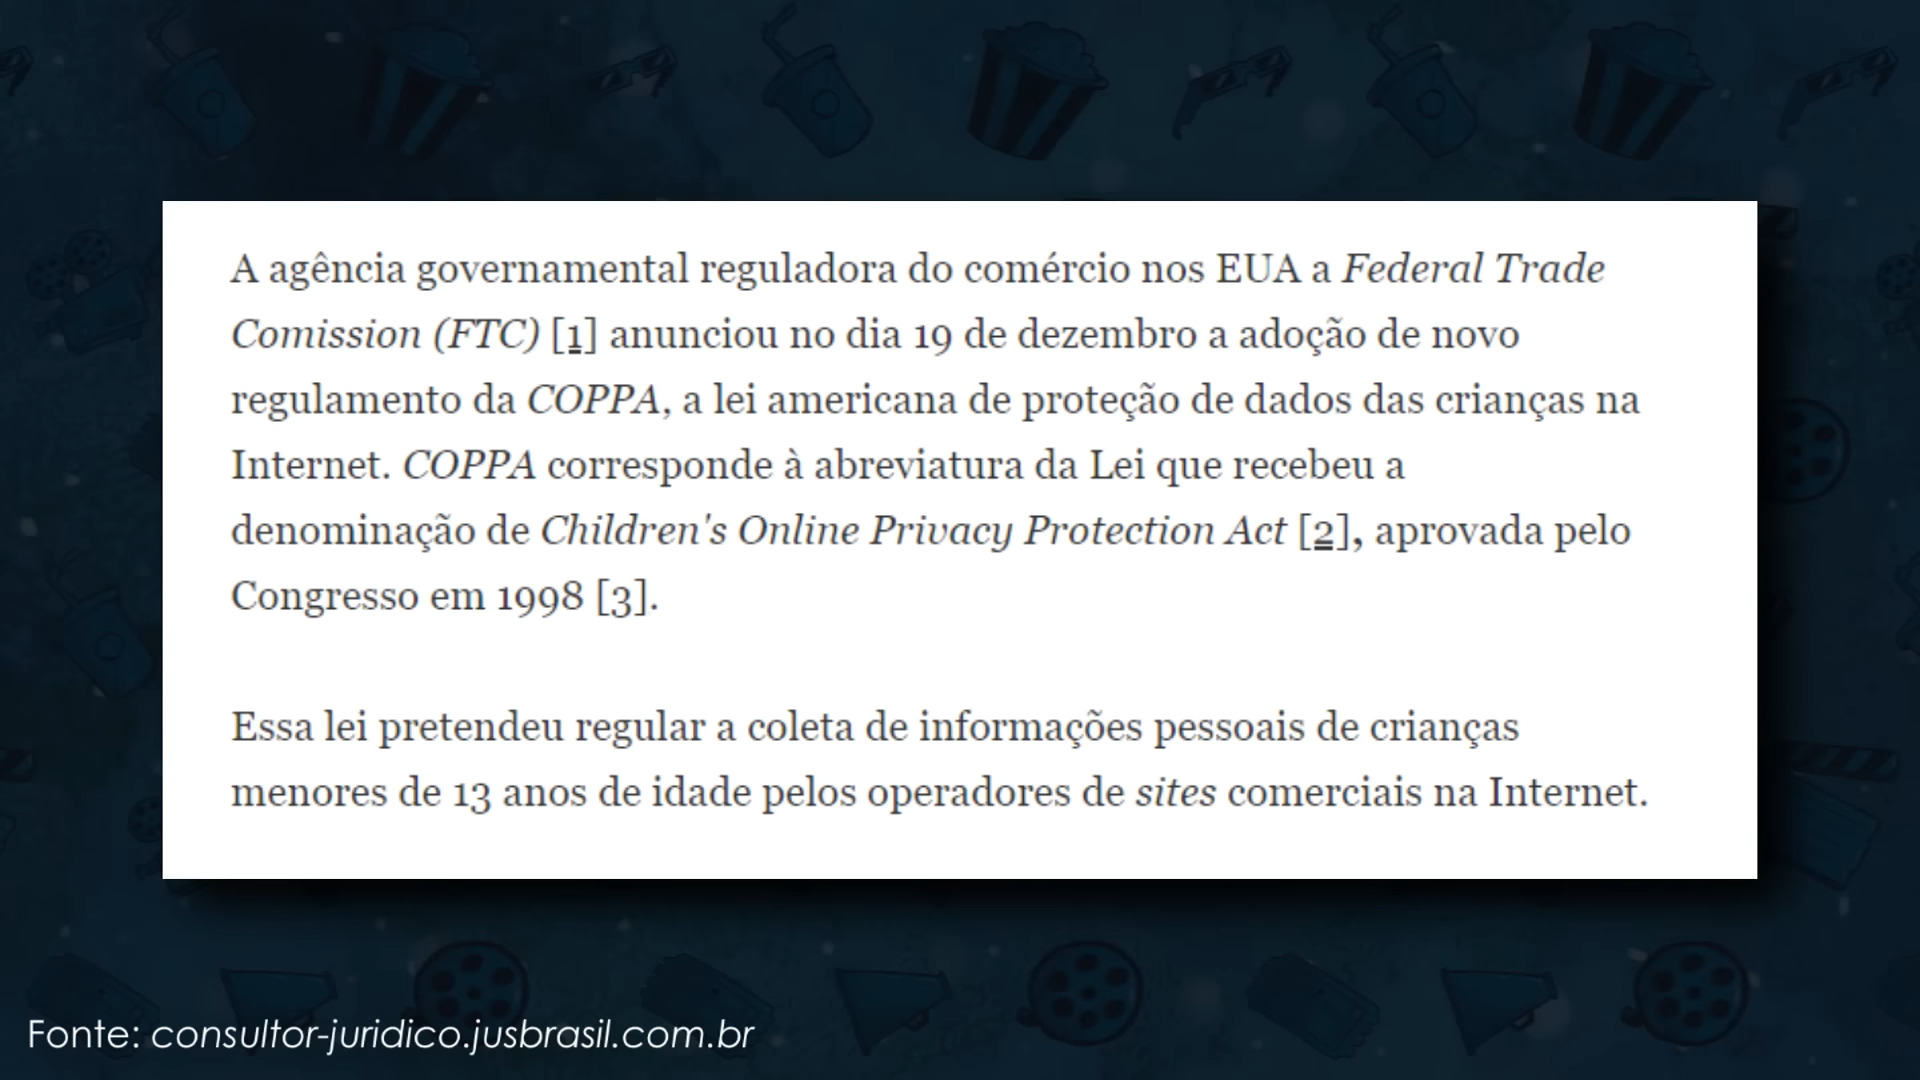 A agência governamental reguladora do comércio nos EUA a Federal Trade
Comission (FTC) [1] anunciou no dia 19 de dezembro a adoção de novo
regulamento da COPPA, a lei americana de proteção de dados das crianças na
Internet. COPPA corresponde à abreviatura da Lei que recebeu a
denominação de Children's Online Privacy Protection Act [2], aprovada pelo
Congresso em 1998 [3].
Essa lei pretendeu regular a coleta de informações pessoais de crianças
menores de 13 anos de idade pelos operadores de sites comerciais na Internet.
Fonte: consultor-juridico.jusbrasil.com.br